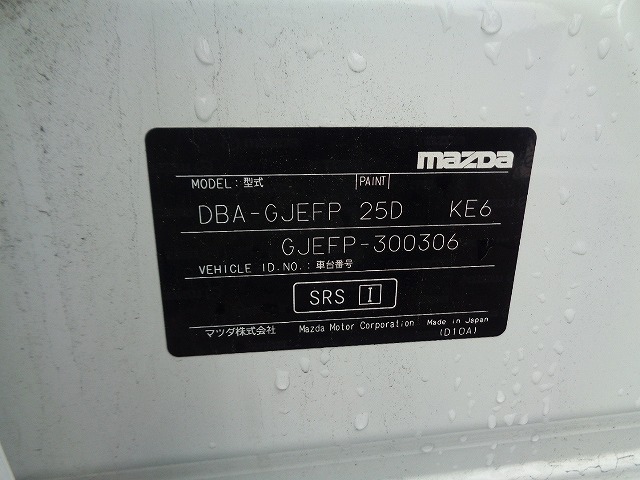 mazda
MODEL: 型式 PAINT
DBA-GJEFP 25D KE6
GJEFP-300306
VEHICLE ID.NO.: 車台番号
SRS I
マツダ株式会社 Mazda Motor Corporation Made in Japan
(D10A)